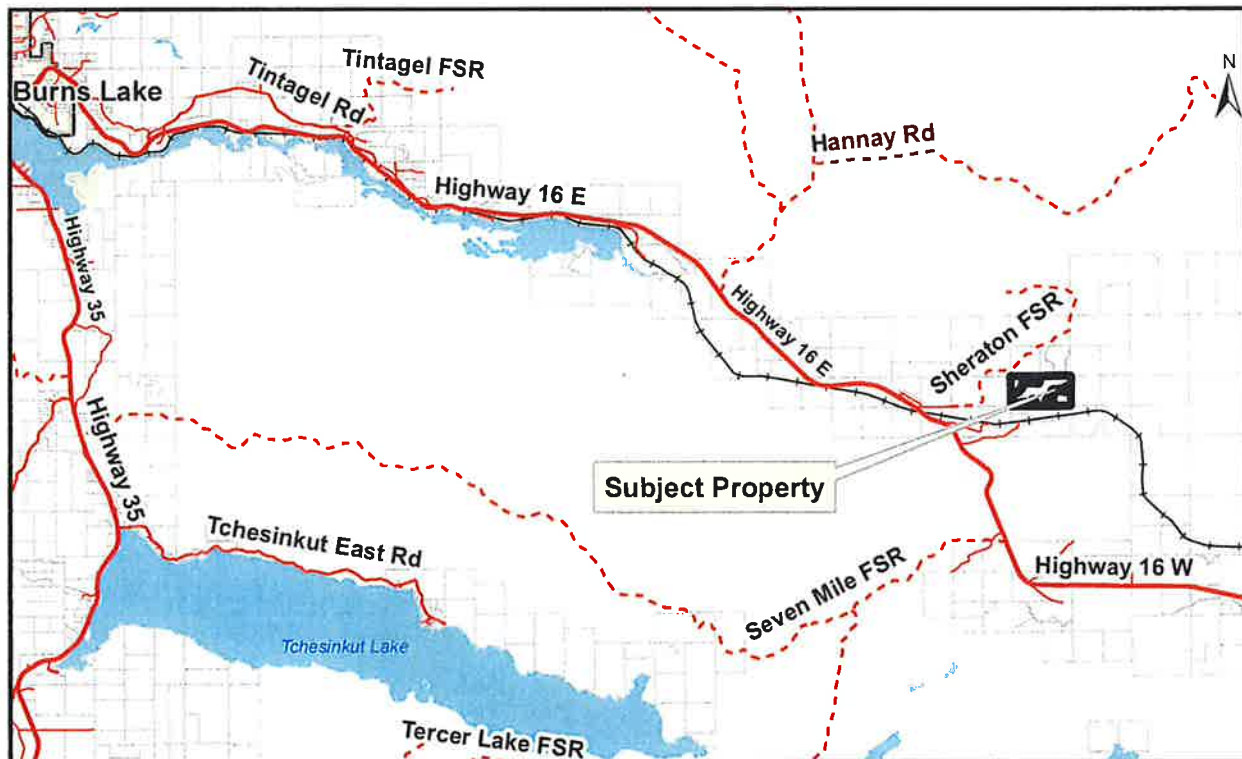 Tintagel FSR
Tintagel Rd
Burns Lake
N
Hannay Rd
Highway 16 E
Highway 35
Highway 16 E
Sheraton FSR
Subject Property
Highway 35
Tchesinkut East Rd
Seven Mile FSR
Highway 16 W
Tchesinkut Lake
Tercer Lake FSR